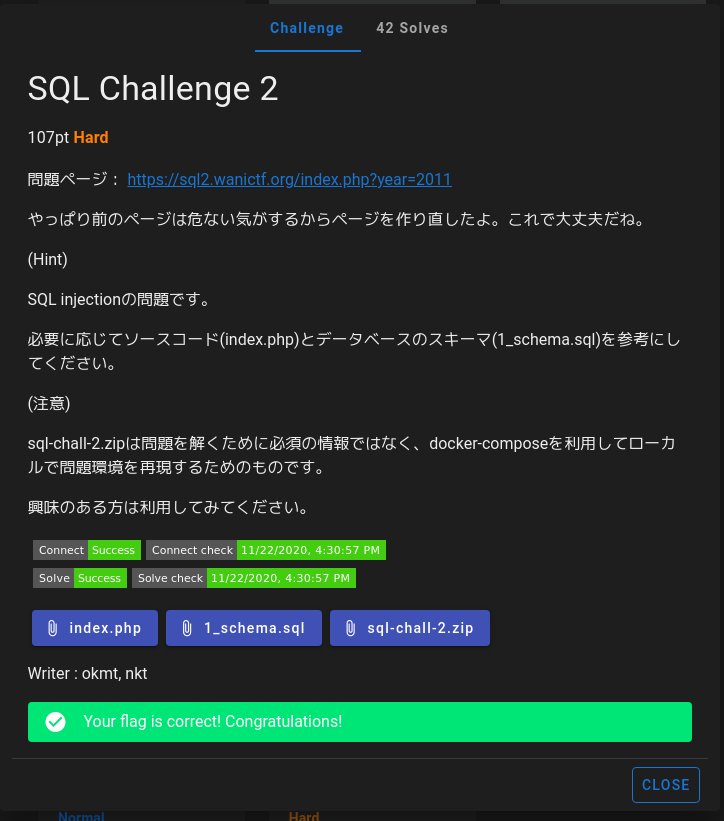 Challenge
42 Solves
SQL Challenge 2
107pt Hard
問題ページ： https://sql2.wanictf.org/index.php?year=2011
やっぱり前のページは危ない気がするからページを作り直したよ。これで大丈夫だね。
(Hint)
SQL injectionの問題です。
必要に応じてソースコード(index.php)とデータベースのスキーマ(1_schema.sql)を参考にし
てください。
(注意)
sql-chall-2.zipは問題を解くために必須の情報ではなく、docker-composeを利用してローカ
ルで問題環境を再現するためのものです。
興味のある方は利用してみてください。
Connect Success Connect check 11/22/2020, 4:30:57 PM
Solve Success Solve check 11/22/2020, 4:30:57 PM
index.php 1_schema.sql sql-chall-2.zip
Writer : okmt, nkt
Your flag is correct! Congratulations!
CLOSE
Normal Hard